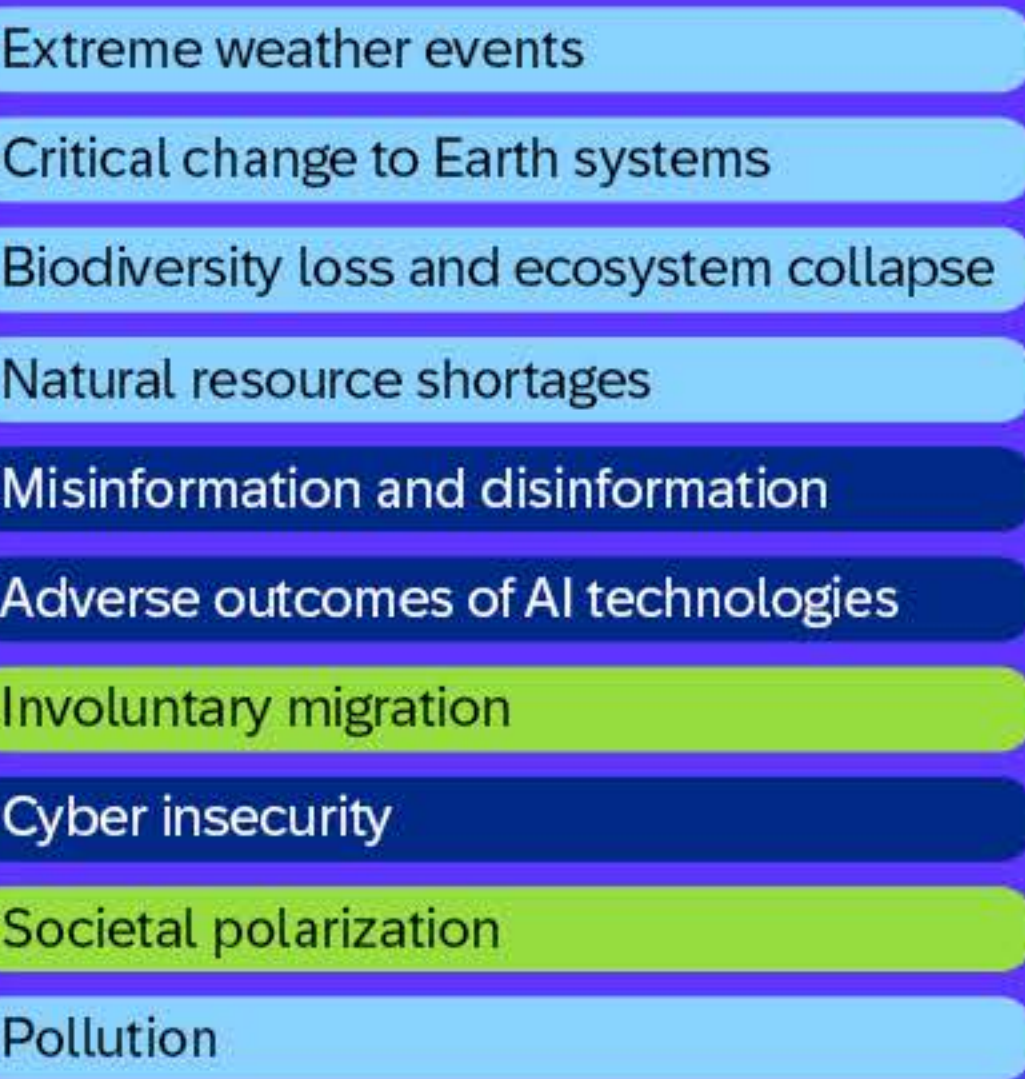 Extreme weather events
Critical change to Earth systems
Biodiversity loss and ecosystem collapse
Natural resource shortages
Misinformation and disinformation
Adverse outcomes of AI technologies
Involuntary migration
Cyber insecurity
Societal polarization
Pollution